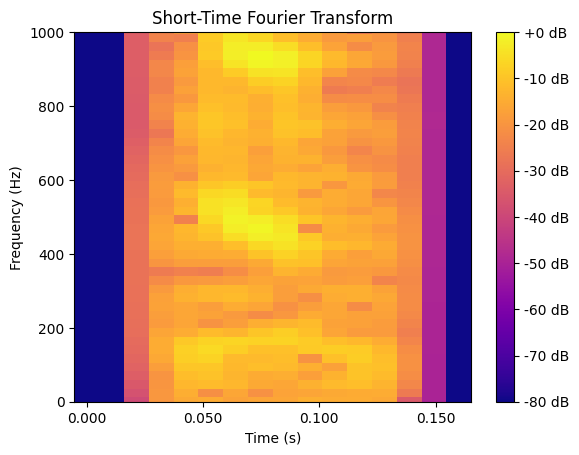 Short-Time Fourier Transform
1000
800
600
400
200
0
Frequency (Hz)
0.000
0.050
0.100
0.150
Time (s)
+0 dB
-10 dB
-20 dB
-30 dB
-40 dB
-50 dB
-60 dB
-70 dB
-80 dB